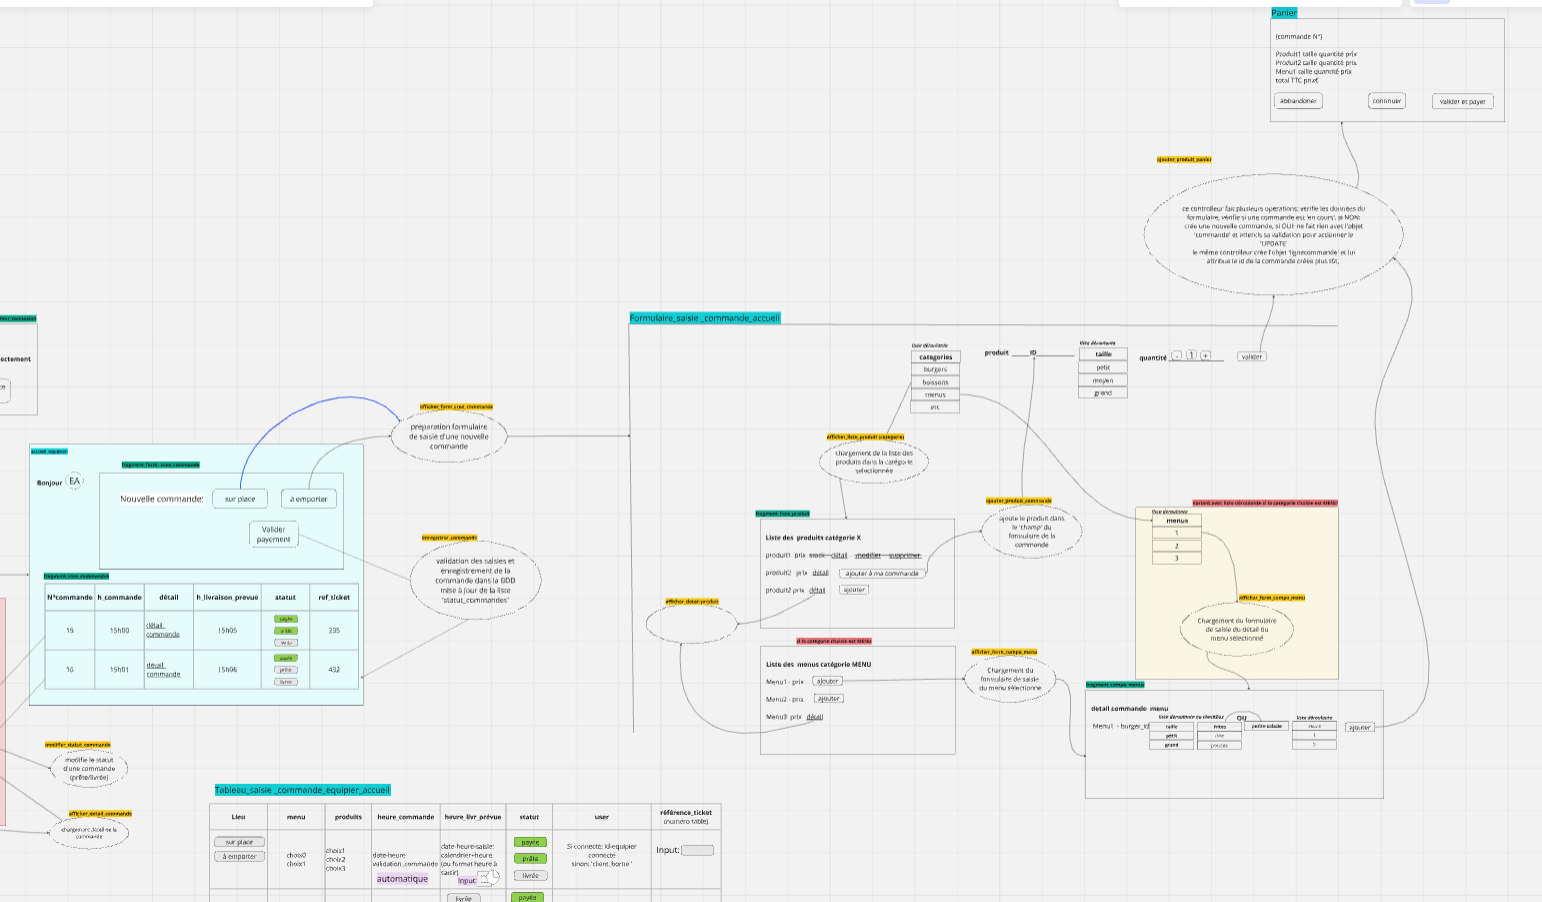 Panier
(commande N°)
Produit1 taille quantité prix
Produit2 taille quantité prix
Menu1 taille quantité prix
total TTC prix€
abbandoner
continuer
valider et payer
ajouter_produit_panier
ce controlleur fait plusieurs opérations: vérifie les données du
formulaire, vérifie si une commande est 'en cours', si NON:
crée une nouvelle commande, si OUI: ne fait rien avec l'objet
'commande' et attends sa validation pour actionner le
'UPDATE'
le même controlleur crée l'objet 'lignecommande' et lui
attribue le id de la commande créée plus tôt.
Formulaire_saisie _commande_accueil
liste déroulante
categories
burgers
boissons
menus
etc
produit
ID
liste déroulante
taille
petit
moyen
grand
quantité
-
1
+
valider
ectement
afficher_form_crea_commande
preparation formulaire
de saisie d'une nouvelle
commande
accueil_equipier
Bonjour
EA
Nouvelle commande:
sur place
à emporter
Valider
payement
enregistrer_commande
validation des saisies et
enregistrement de la
commande dans la BDD
mise à jour de la liste
'statut_commandes'
fragment_liste_commandes
N°commande h_commande détail h_livraison_prevue statut ref_ticket
15 15h00 détail commande 15h05 payée prête livrée 235
16 15h01 détail commande 15h06 payée prête livrée 432
afficher_liste_produit (categorie)
chargement de la liste des
produits dans la catégorie
selectionnée
fragment_liste_produit
Liste des produits catégorie X
produit1 prix stock détail modifier supprimer
produit2 prix détail ajouter à ma commande
produit2 prix détail ajouter
ajouter_produit_commande
ajoute le produit dans
le 'champ' du
formulaire de la
commande
afficher_detail produit
si la catégorie choisie est MENU
Liste des menus catégorie MENU
Menu1 - prix ajouter
Menu2 - prix ajouter
Menu3 prix détail
afficher_form_compo_menu
Chargement du
formulaire de saisie
du menu sélectionne
variant avec liste déroulante si la catégorie choisie est MENU
liste déroulante
menus
1
2
3
afficher_form_compo_menu
Chargement du formulaire
de saisie du détail du
menu sélectionné
fragment_compo_menus
detail commande menu
liste déroulante ou checkbox
OU
liste déroulante
Menu1 - burger_id
taille
petit
grand
frites
potatoes
petite salade
1
2
ajouter
modifier_statut_commande
modifie le statut
d'une commande
(prête/livrée)
afficher_detail_commande
chargement détail de la
commande
Tableau_saisie _commande_equipier_accueil
Lieu menu produits heure_commande heure_livr_prévue statut user référence_ticket
(numéro table)
sur place
à emporter
choix0
choix1
choix1
choix2
choix3
date-heure
validation_commande
automatique
date-heure-saisie:
calendrier+heure
(ou format heure à
saisir)
Input:
payée
prête
livrée
Si connecté: id-equipier
connecté
sinon: 'client_borne '
Input:
livrée
payée